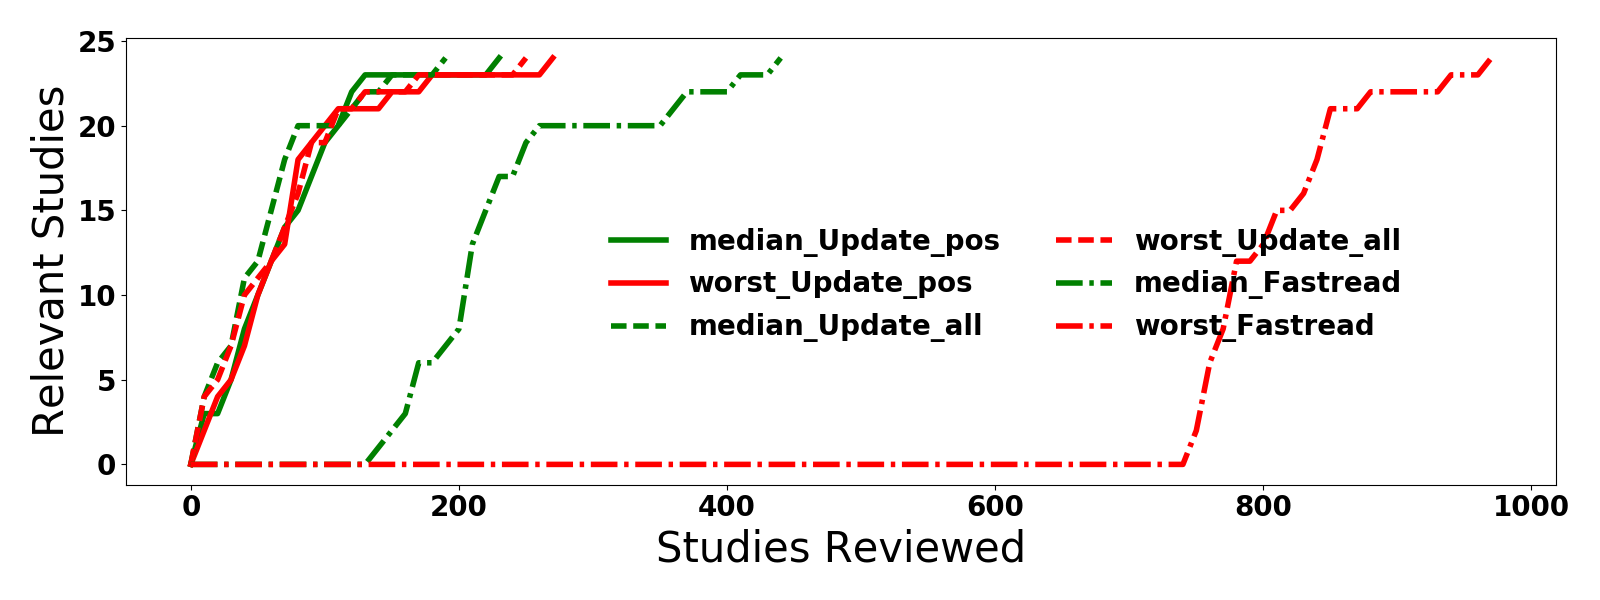 25
20
15
10
5
0
Relevant Studies
median_Update_pos
worst_Update_pos
median_Update_all
worst_Update_all
median_Fastread
worst_Fastread
0 200 400 600 800 1000
Studies Reviewed